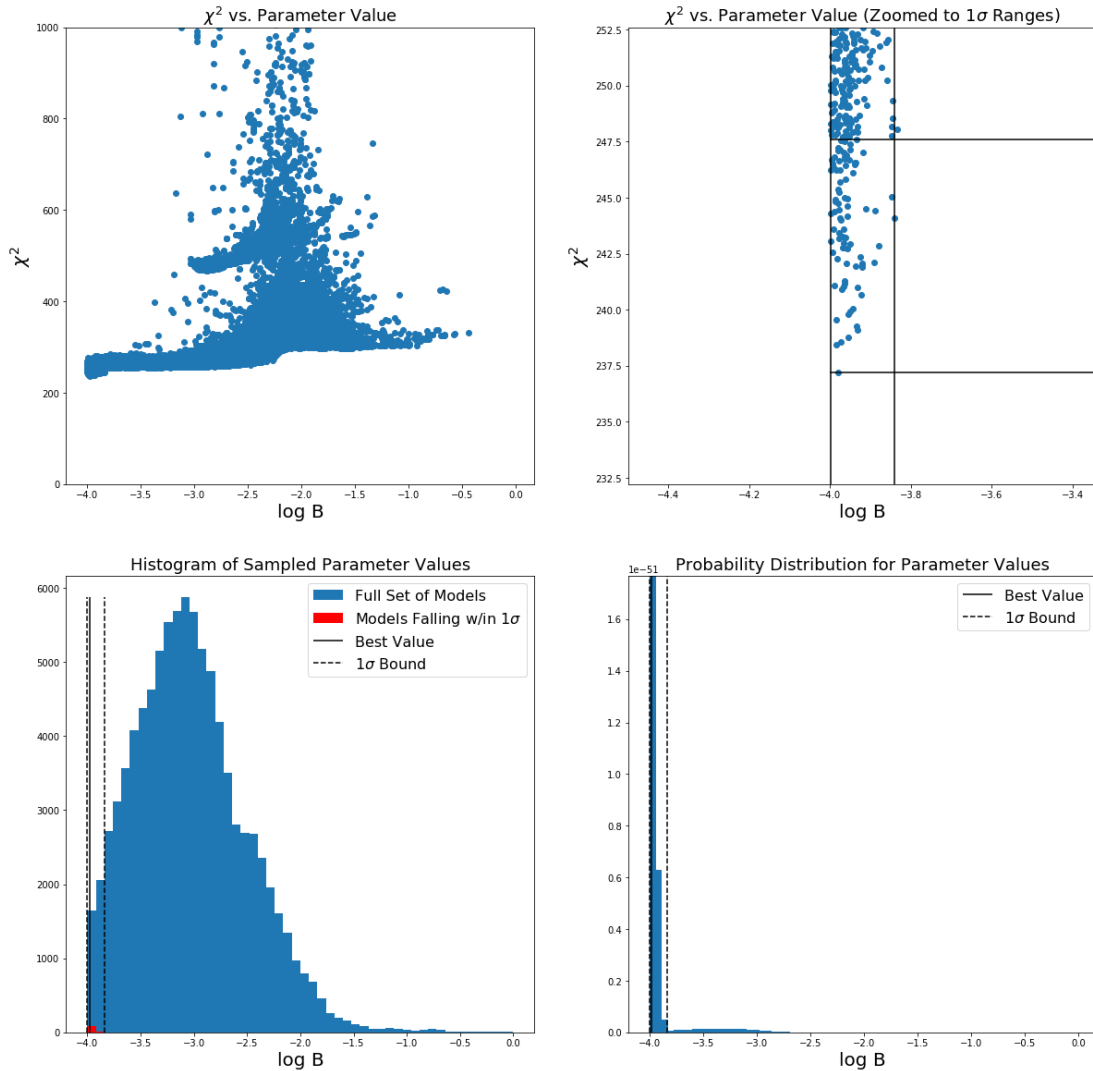 χ² vs. Parameter Value
1000
800
600
400
200
0
χ²
−4.0 −3.5 −3.0 −2.5 −2.0 −1.5 −1.0 −0.5 0.0
log B
χ² vs. Parameter Value (Zoomed to 1σ Ranges)
252.5
250.0
247.5
245.0
242.5
240.0
237.5
235.0
232.5
χ²
−4.4 −4.2 −4.0 −3.8 −3.6 −3.4
log B
Histogram of Sampled Parameter Values
6000
5000
4000
3000
2000
1000
0
Full Set of Models
Models Falling w/in 1σ
Best Value
1σ Bound
−4.0 −3.5 −3.0 −2.5 −2.0 −1.5 −1.0 −0.5 0.0
log B
Probability Distribution for Parameter Values
1e−51
1.6
1.4
1.2
1.0
0.8
0.6
0.4
0.2
0.0
Best Value
1σ Bound
−4.0 −3.5 −3.0 −2.5 −2.0 −1.5 −1.0 −0.5 0.0
log B